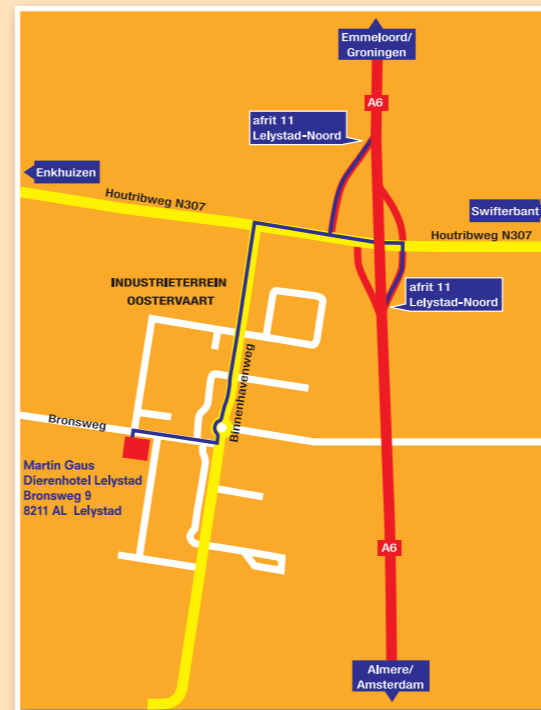 Emmeloord/
Groningen
A6
afrit 11
Lelystad-Noord
Enkhuizen
Houtribweg N307
Swifterbant
Houtribweg N307
INDUSTRIETERREIN
OOSTERVAART
afrit 11
Lelystad-Noord
Binnenhavenweg
Bronsweg
Martin Gaus
Dierenhotel Lelystad
Bronsweg 9
8211 AL Lelystad
A6
Almere/
Amsterdam